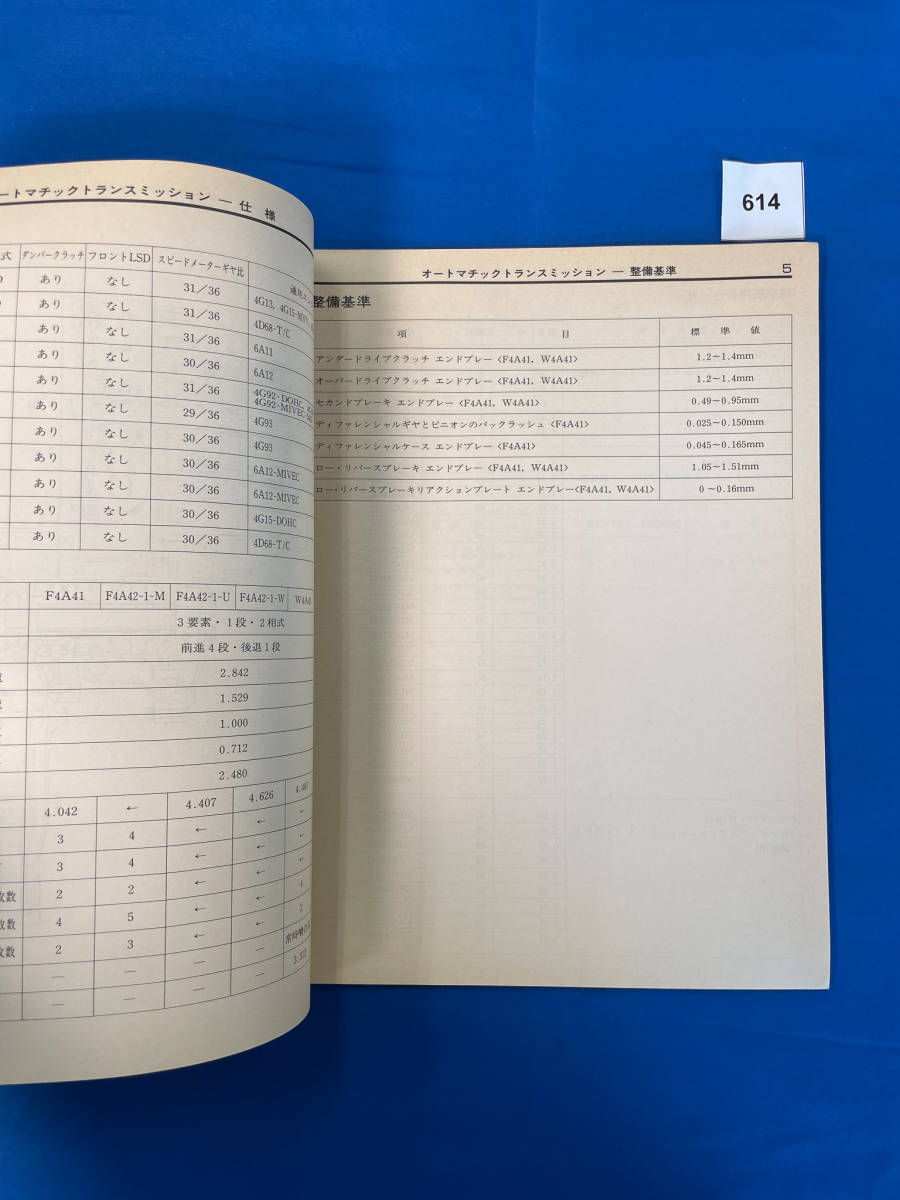 614
ートマチックトランスミッション — 仕 様
式 ダンパークラッチ フロントLSD スピードメーターギヤ比
あり なし 31/36 4G13, 4G15-MPI
あり なし 31/36 4D68-T/C
あり なし 31/36 6A11
あり なし 30/36 6A12
あり なし 31/36 4G92-DOHC
4G92-MIVEC
あり なし 29/36 4G93
あり なし 30/36 4G93
あり なし 30/36 6A12-MIVEC
あり なし 30/36 6A12-MIVEC
あり なし 30/36 4G15-DOHC
あり なし 30/36 4D68-T/C
F4A41 F4A42-1-M F4A42-1-U F4A42-1-W
3要素・1段・2相式
前進4段・後退1段
2.842
1.529
1.000
0.712
2.480
4.042 ← 4.407 4.626
3 4 ← ← ←
3 4 ← ← ←
枚数 2 2 ← ← 4
枚数 4 5 ← ← 2
枚数 2 3 ← ←
— — — —
— — — —
オートマチックトランスミッション — 整備基準 5
整備基準
項 目 標 準 値
アンダードライブクラッチ エンドプレー〈F4A41, W4A41〉 1.2〜1.4mm
オーバードライブクラッチ エンドプレー〈F4A41, W4A41〉 1.2〜1.4mm
セカンドブレーキ エンドプレー〈F4A41, W4A41〉 0.49〜0.95mm
ディファレンシャルギヤとピニオンのバックラッシュ〈F4A41〉 0.025〜0.150mm
ディファレンシャルケース エンドプレー〈F4A41〉 0.045〜0.165mm
ロー・リバースブレーキ エンドプレー〈F4A41, W4A41〉 1.05〜1.51mm
ロー・リバースブレーキリアクションプレート エンドプレー〈F4A41, W4A41〉 0〜0.16mm